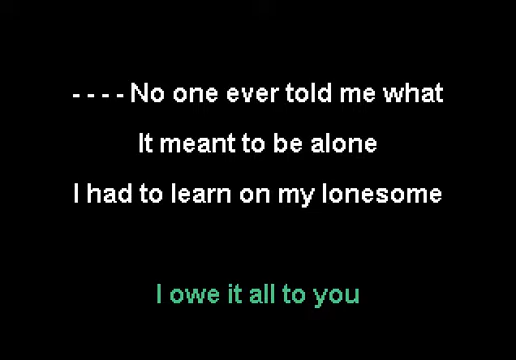 - - - - No one ever told me what
It meant to be alone
I had to learn on my lonesome
I owe it all to you